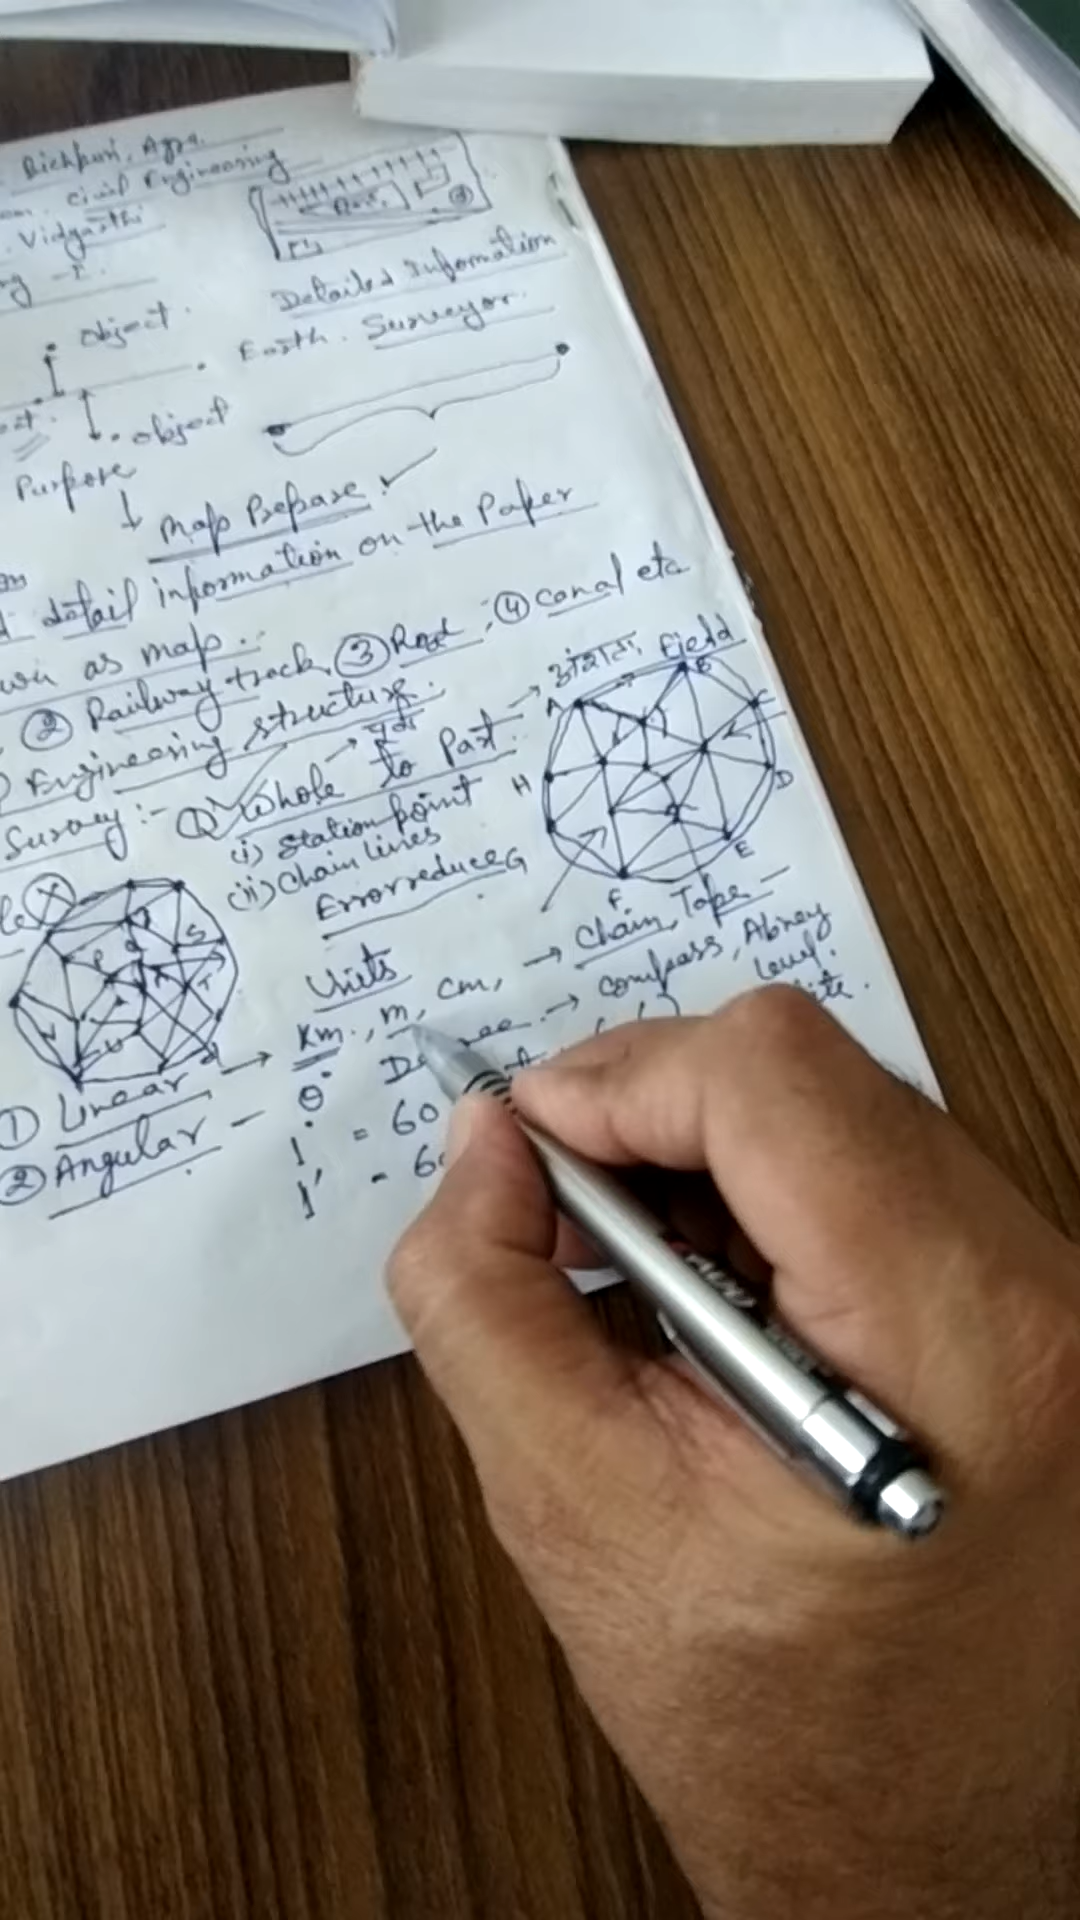 Bichpuri, Agra.
Civil Engineering
Vidyarthi
Detailed Information
object.
Earth. Surveyor.
object
Purpose
Map Prepare.
detail information on the Paper
as map.
② Railway track ③ Road ④ canal etc
Engineering structure.
Survey :- ① Whole to Part. Field
(i) Station point
(ii) Chain lines
Error reduce
A B C D E F G H
S
P
T
Units
Km., m, cm, → Chain, Tape -
→ compass, Abney
Level.
① Linear →
② Angular - θ°
1° = 60
1' =